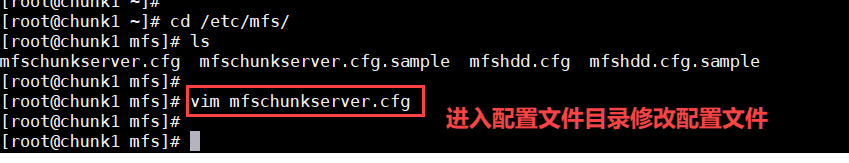 [root@chunk1 ~]#
[root@chunk1 ~]# cd /etc/mfs/
[root@chunk1 mfs]# ls
mfschunkserver.cfg  mfschunkserver.cfg.sample  mfshdd.cfg  mfshdd.cfg.sample
[root@chunk1 mfs]#
[root@chunk1 mfs]# vim mfschunkserver.cfg
[root@chunk1 mfs]#
进入配置文件目录修改配置文件
[root@chunk1 mfs]#